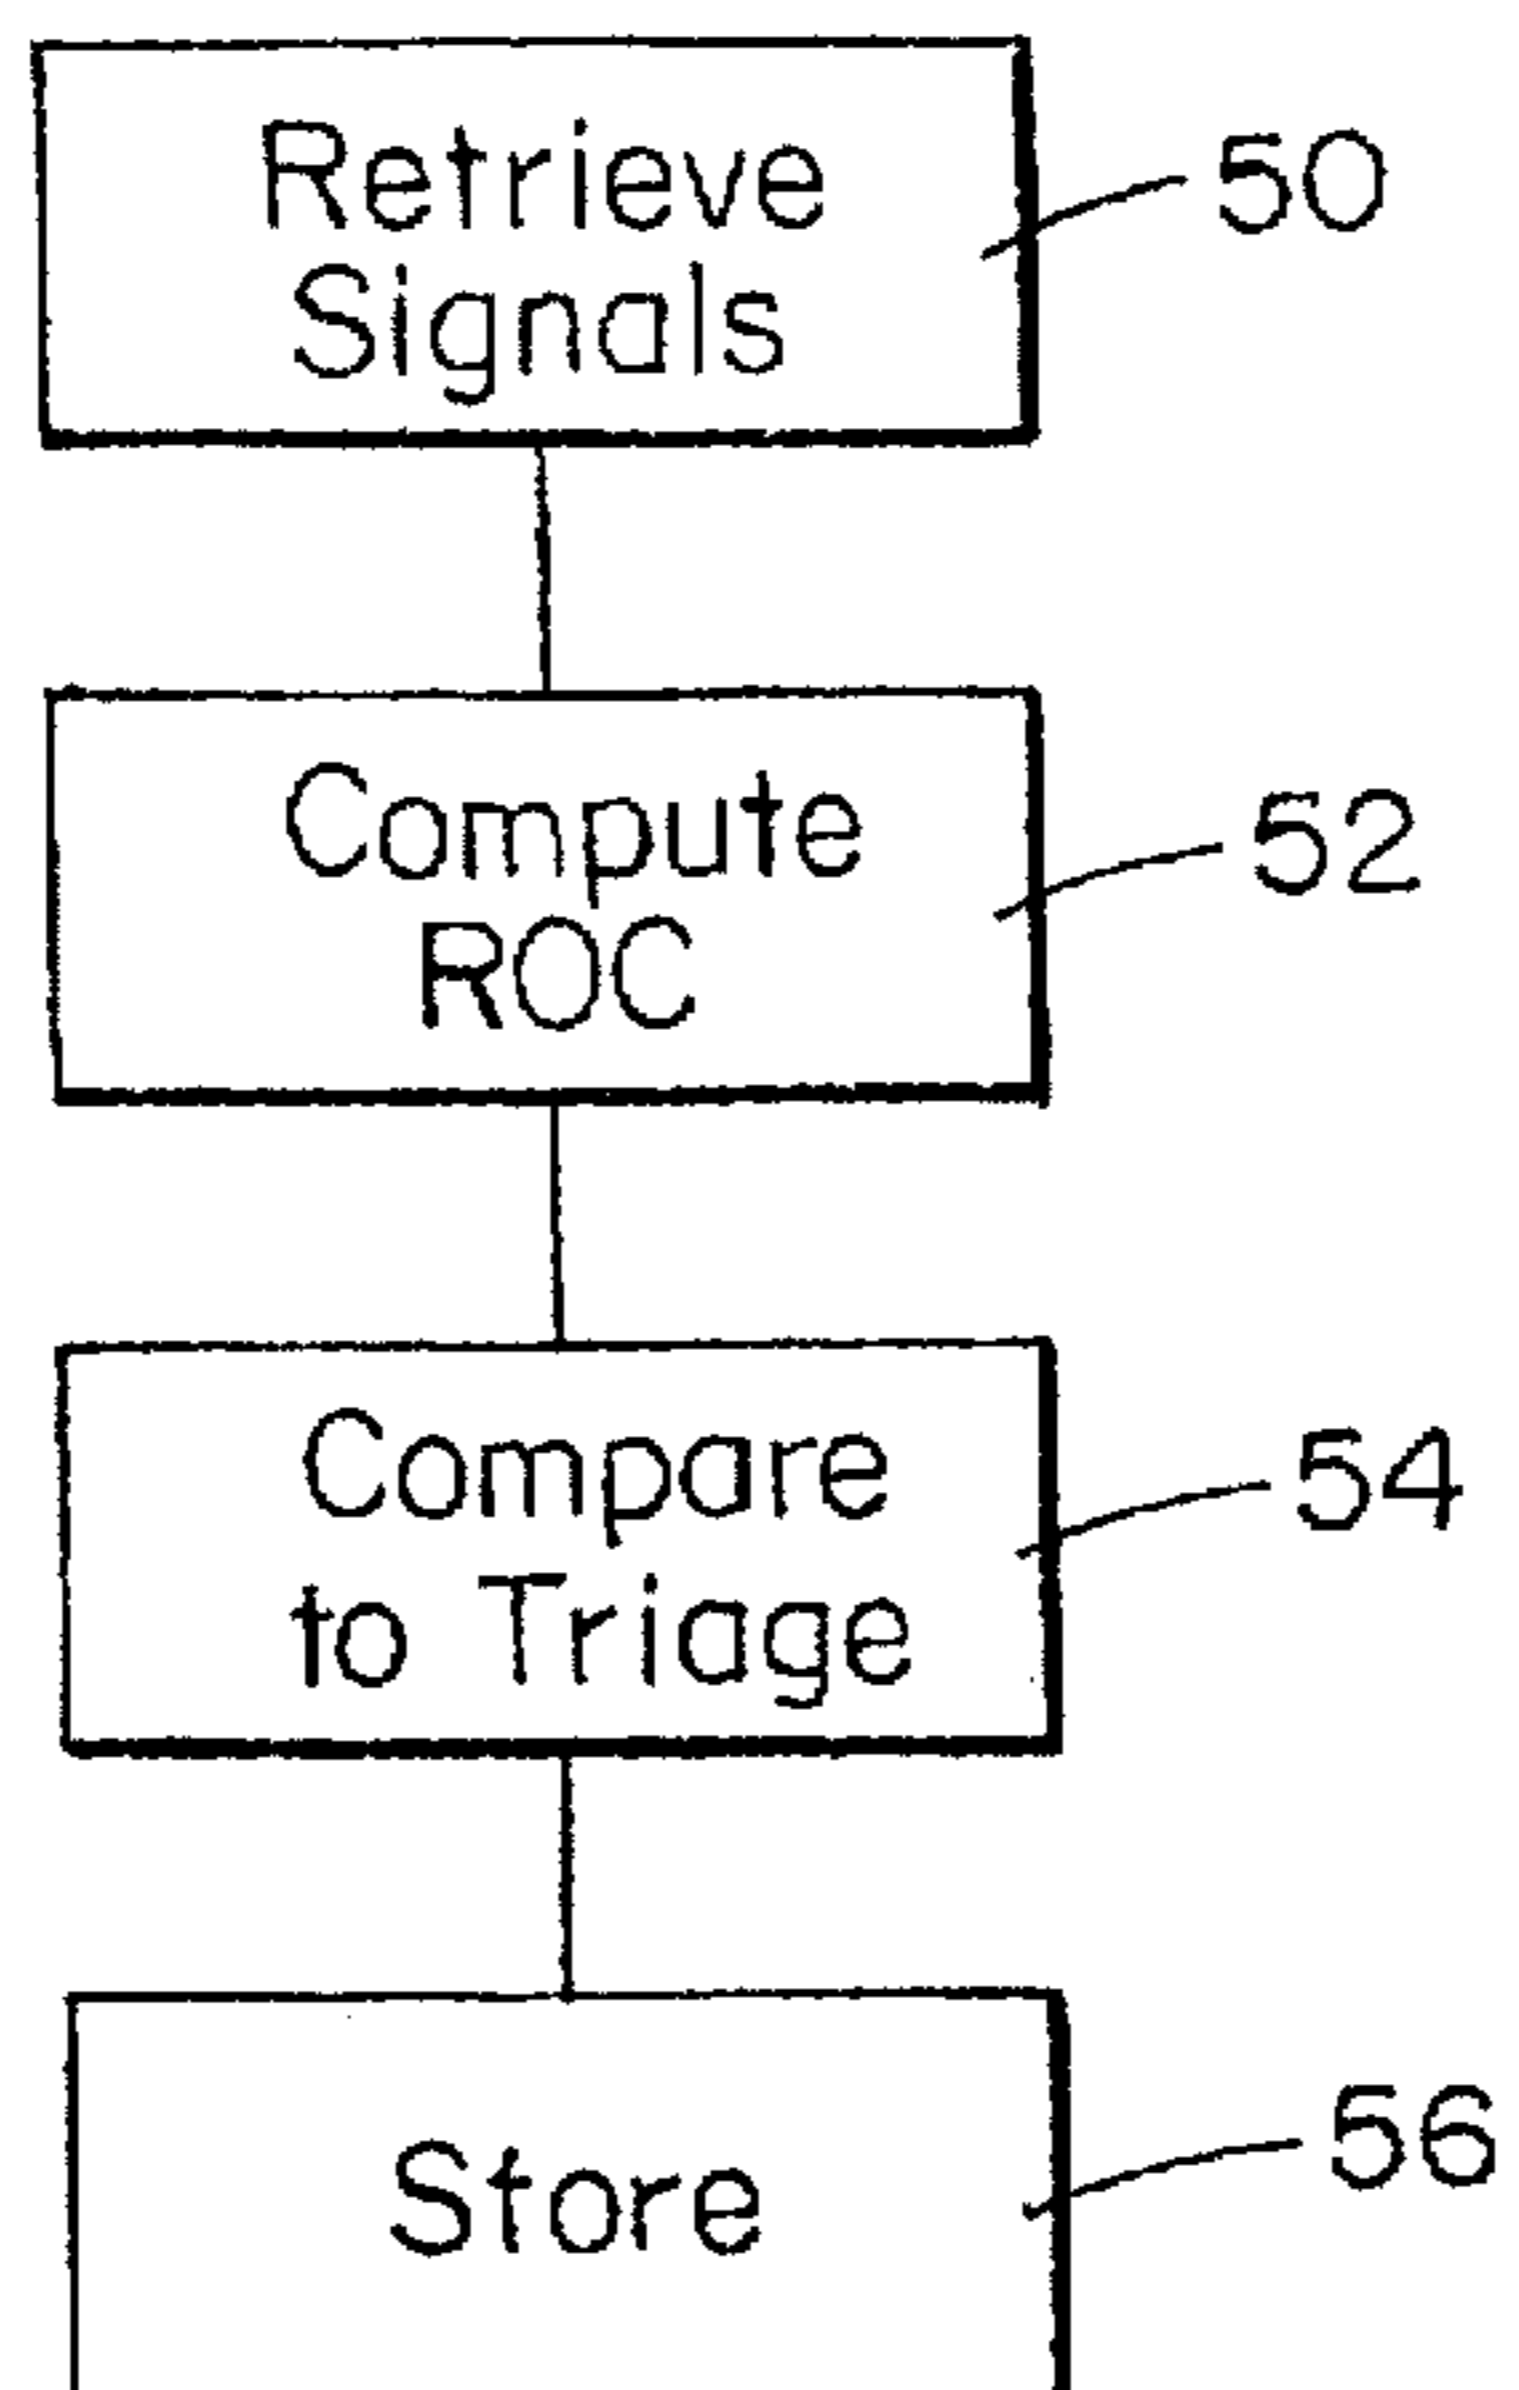 Retrieve
Signals
50
Compute
ROC
52
Compare
to Triage
54
Store
56